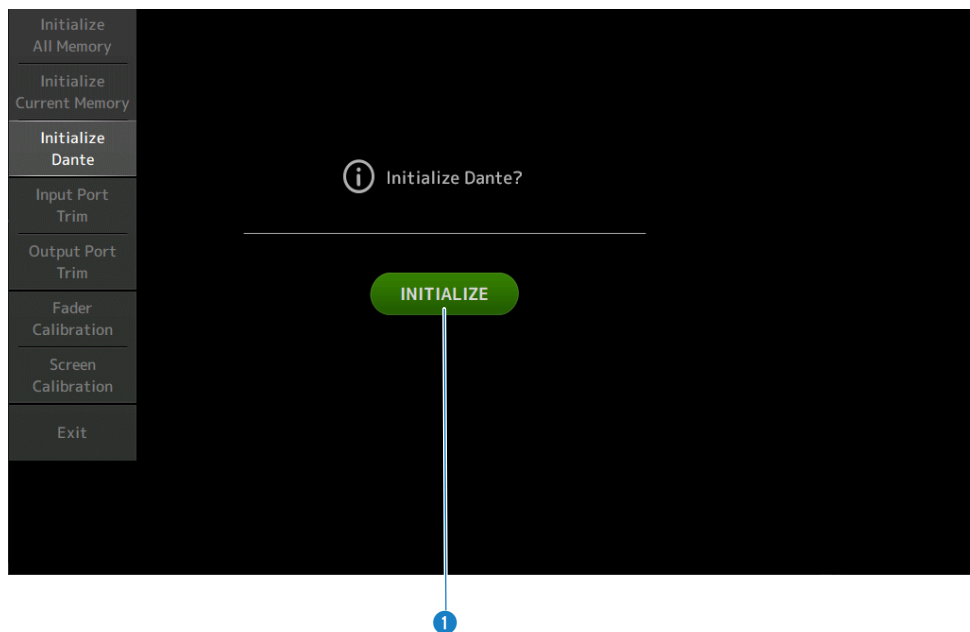 Initialize
All Memory
Initialize
Current Memory
Initialize
Dante
Input Port
Trim
Output Port
Trim
Fader
Calibration
Screen
Calibration
Exit
Initialize Dante?
INITIALIZE
1